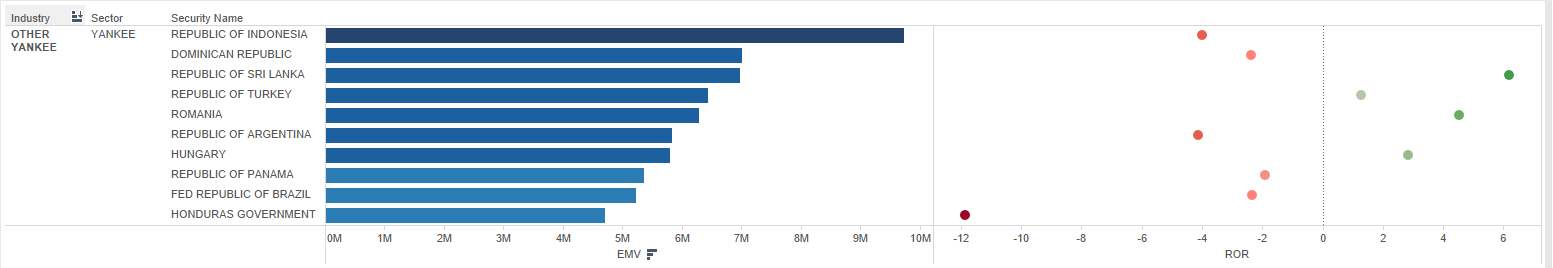 Industry Sector Security Name
OTHER YANKEE YANKEE REPUBLIC OF INDONESIA
DOMINICAN REPUBLIC
REPUBLIC OF SRI LANKA
REPUBLIC OF TURKEY
ROMANIA
REPUBLIC OF ARGENTINA
HUNGARY
REPUBLIC OF PANAMA
FED REPUBLIC OF BRAZIL
HONDURAS GOVERNMENT
0M 1M 2M 3M 4M 5M 6M 7M 8M 9M 10M -12 -10 -8 -6 -4 -2 0 2 4 6
EMV ROR